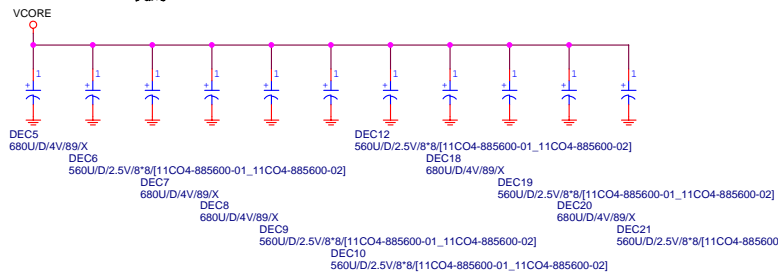 VCORE
1 1 1 1 1 1 1 1 1 1 1
+ + + + + + + + + + +
DEC5
680U/D/4V/89/X
DEC6
560U/D/2.5V/8*8/[11CO4-885600-01_11CO4-885600-02]
DEC7
680U/D/4V/89/X
DEC8
680U/D/4V/89/X
DEC9
560U/D/2.5V/8*8/[11CO4-885600-01_11CO4-885600-02]
DEC10
560U/D/2.5V/8*8/[11CO4-885600-01_11CO4-885600-02]
DEC12
560U/D/2.5V/8*8/[11CO4-885600-01_11CO4-885600-02]
DEC18
680U/D/4V/89/X
DEC19
560U/D/2.5V/8*8/[11CO4-885600-01_11CO4-885600-02]
DEC20
680U/D/4V/89/X
DEC21
560U/D/2.5V/8*8/[11CO4-885600